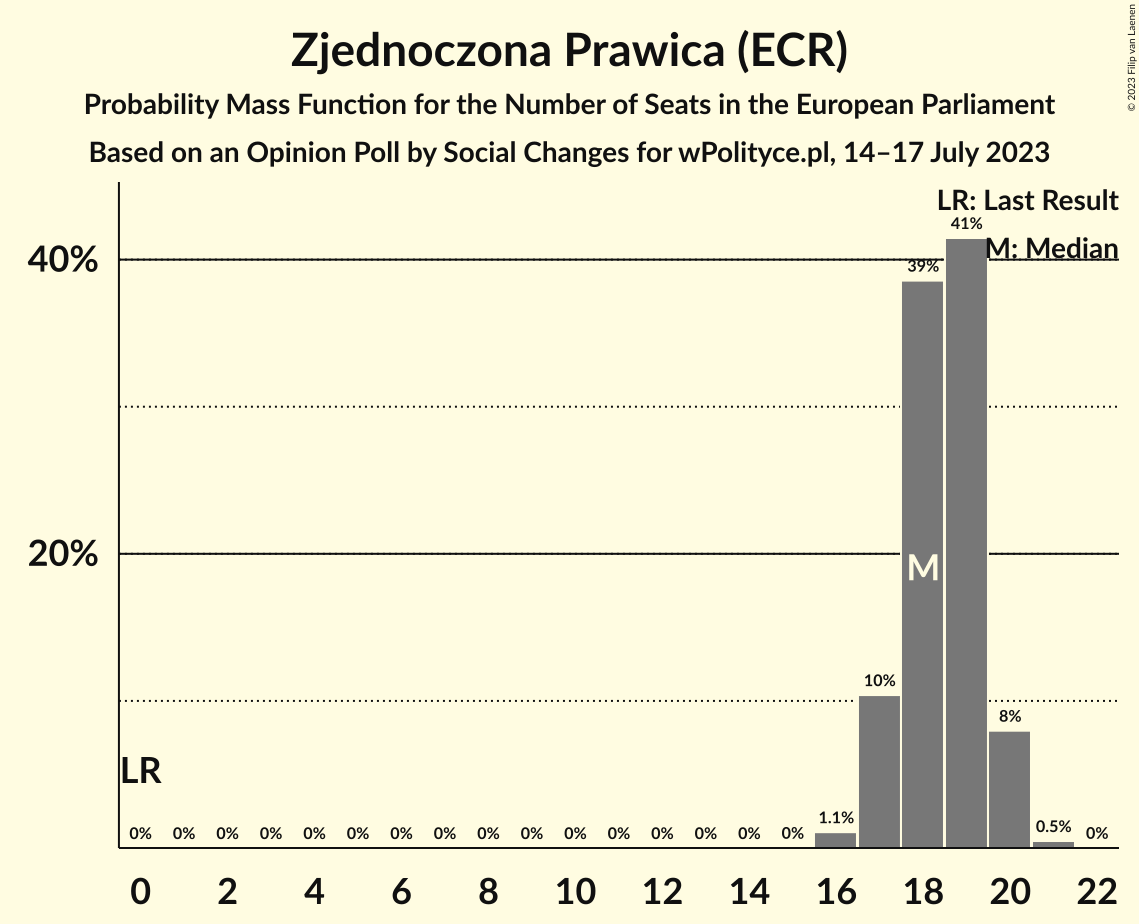 Zjednoczona Prawica (ECR)
Probability Mass Function for the Number of Seats in the European Parliament
Based on an Opinion Poll by Social Changes for wPolityce.pl, 14–17 July 2023
© 2023 Filip van Laenen
LR: Last Result
M: Median
40%
20%
41%
39%
M
10%
8%
LR
0% 0% 0% 0% 0% 0% 0% 0% 0% 0% 0% 0% 0% 0% 0% 0% 1.1% 0.5% 0%
0 2 4 6 8 10 12 14 16 18 20 22